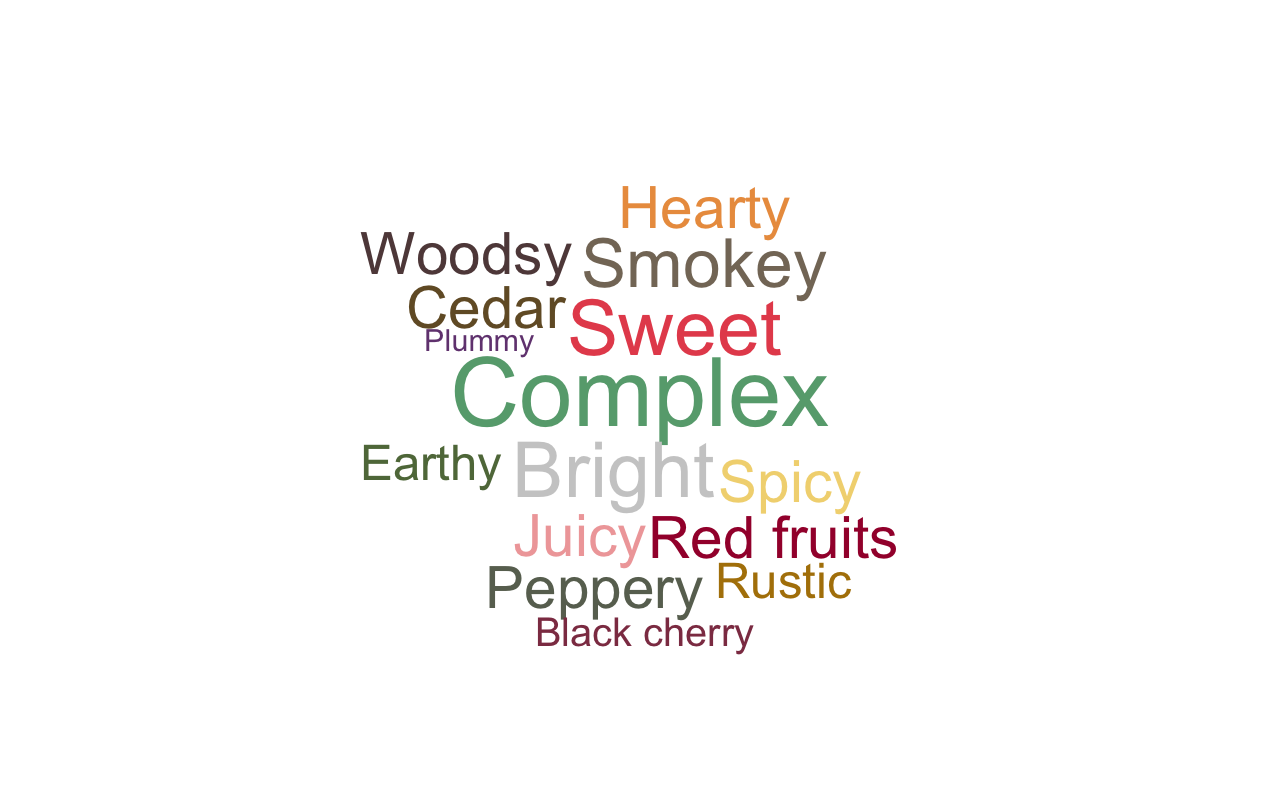 Hearty
Woodsy Smokey
Cedar Sweet
Plummy
Complex
Earthy Bright Spicy
Juicy Red fruits
Peppery Rustic
Black cherry